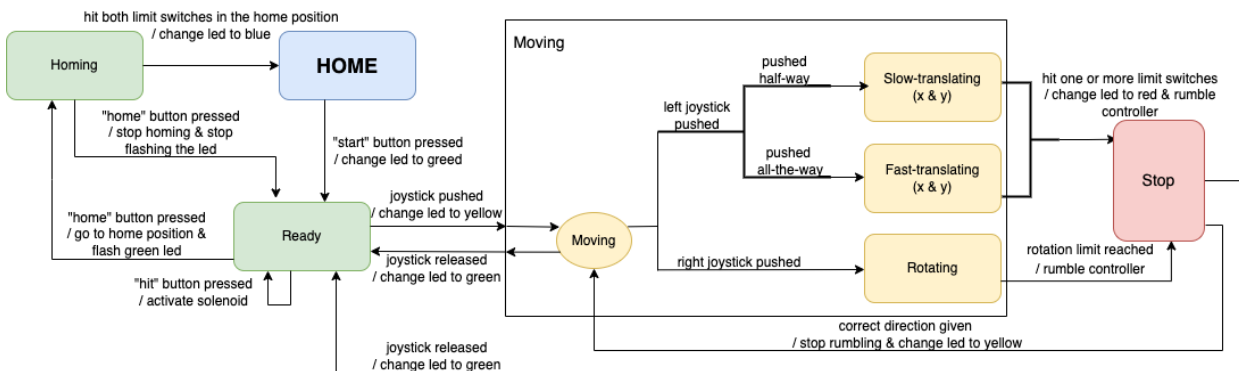 hit both limit switches in the home position
/ change led to blue
Homing
HOME
"home" button pressed
/ stop homing & stop
flashing the led
"start" button pressed
/ change led to greed
"home" button pressed
/ go to home position &
flash green led
Ready
"hit" button pressed
/ activate solenoid
joystick pushed
/ change led to yellow
joystick released
/ change led to green
joystick released
/ change led to green
Moving
Moving
left joystick
pushed
pushed
half-way
pushed
all-the-way
right joystick pushed
Slow-translating
(x & y)
Fast-translating
(x & y)
Rotating
hit one or more limit switches
/ change led to red & rumble
controller
Stop
rotation limit reached
/ rumble controller
correct direction given
/ stop rumbling & change led to yellow